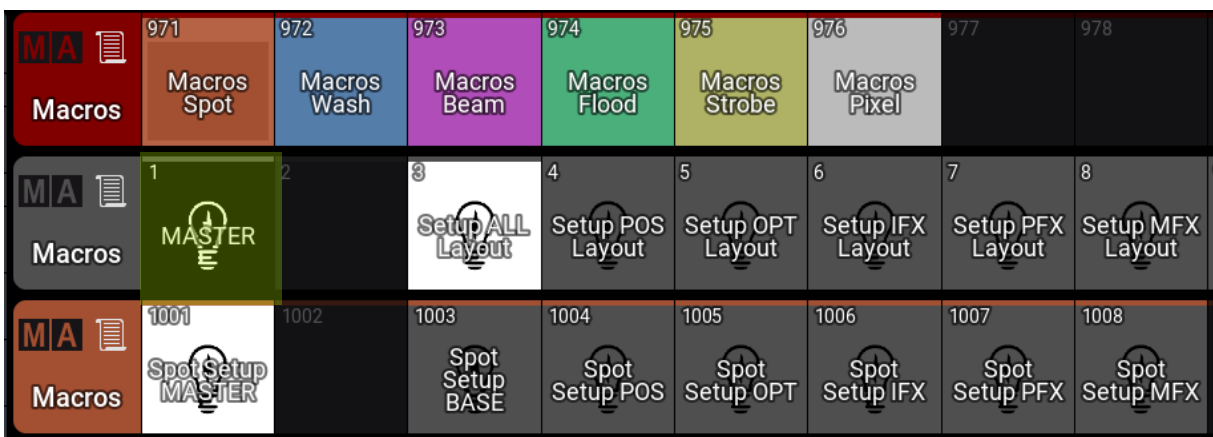 MA
Macros
971
Macros
Spot
972
Macros
Wash
973
Macros
Beam
974
Macros
Flood
975
Macros
Strobe
976
Macros
Pixel
977
978
MA
Macros
1
MASTER
2
3
Setup ALL
Layout
4
Setup POS
Layout
5
Setup OPT
Layout
6
Setup IFX
Layout
7
Setup PFX
Layout
8
Setup MFX
Layout
MA
Macros
1001
Spot Setup
MASTER
1002
1003
Spot
Setup
BASE
1004
Spot
Setup POS
1005
Spot
Setup OPT
1006
Spot
Setup IFX
1007
Spot
Setup PFX
1008
Spot
Setup MFX